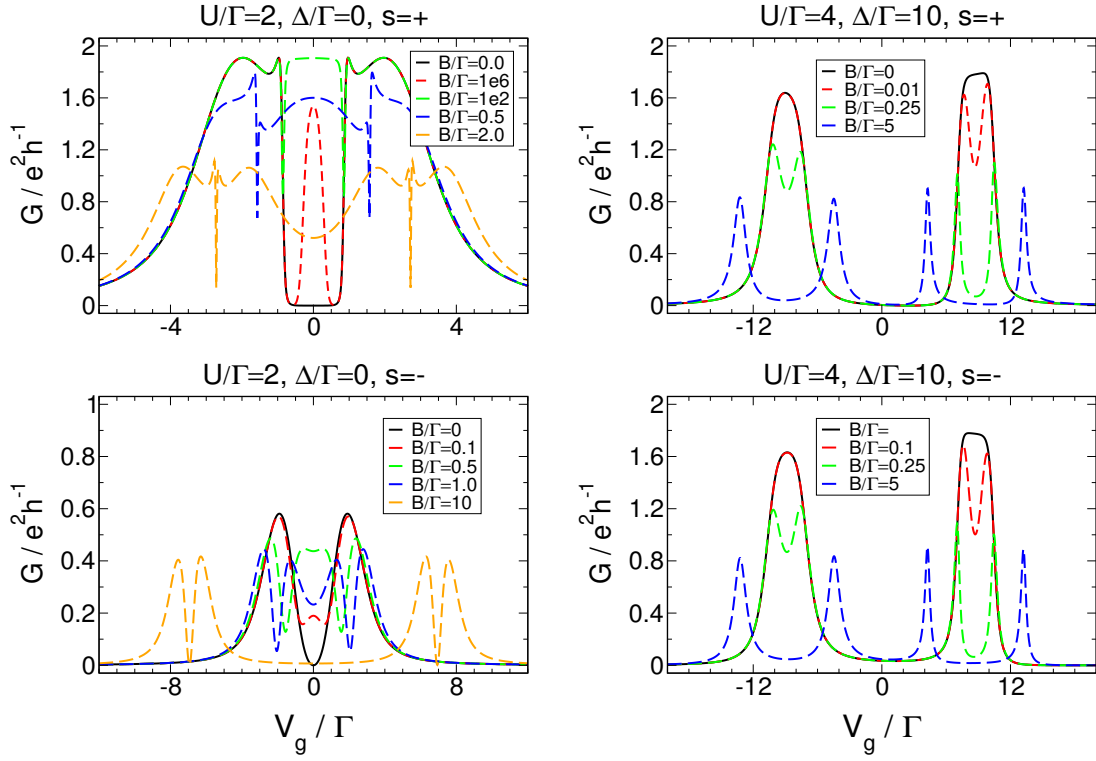 U/Γ=2, Δ/Γ=0, s=+
G / e²h⁻¹
2
1.6
1.2
0.8
0.4
0
-4
0
4
B/Γ=0.0
B/Γ=1e6
B/Γ=1e2
B/Γ=0.5
B/Γ=2.0
U/Γ=4, Δ/Γ=10, s=+
G / e²h⁻¹
2
1.6
1.2
0.8
0.4
0
-12
0
12
B/Γ=0
B/Γ=0.01
B/Γ=0.25
B/Γ=5
U/Γ=2, Δ/Γ=0, s=-
G / e²h⁻¹
1
0.8
0.6
0.4
0.2
0
-8
0
8
V_g / Γ
B/Γ=0
B/Γ=0.1
B/Γ=0.5
B/Γ=1.0
B/Γ=10
U/Γ=4, Δ/Γ=10, s=-
G / e²h⁻¹
2
1.6
1.2
0.8
0.4
0
-12
0
12
V_g / Γ
B/Γ=
B/Γ=0.1
B/Γ=0.25
B/Γ=5